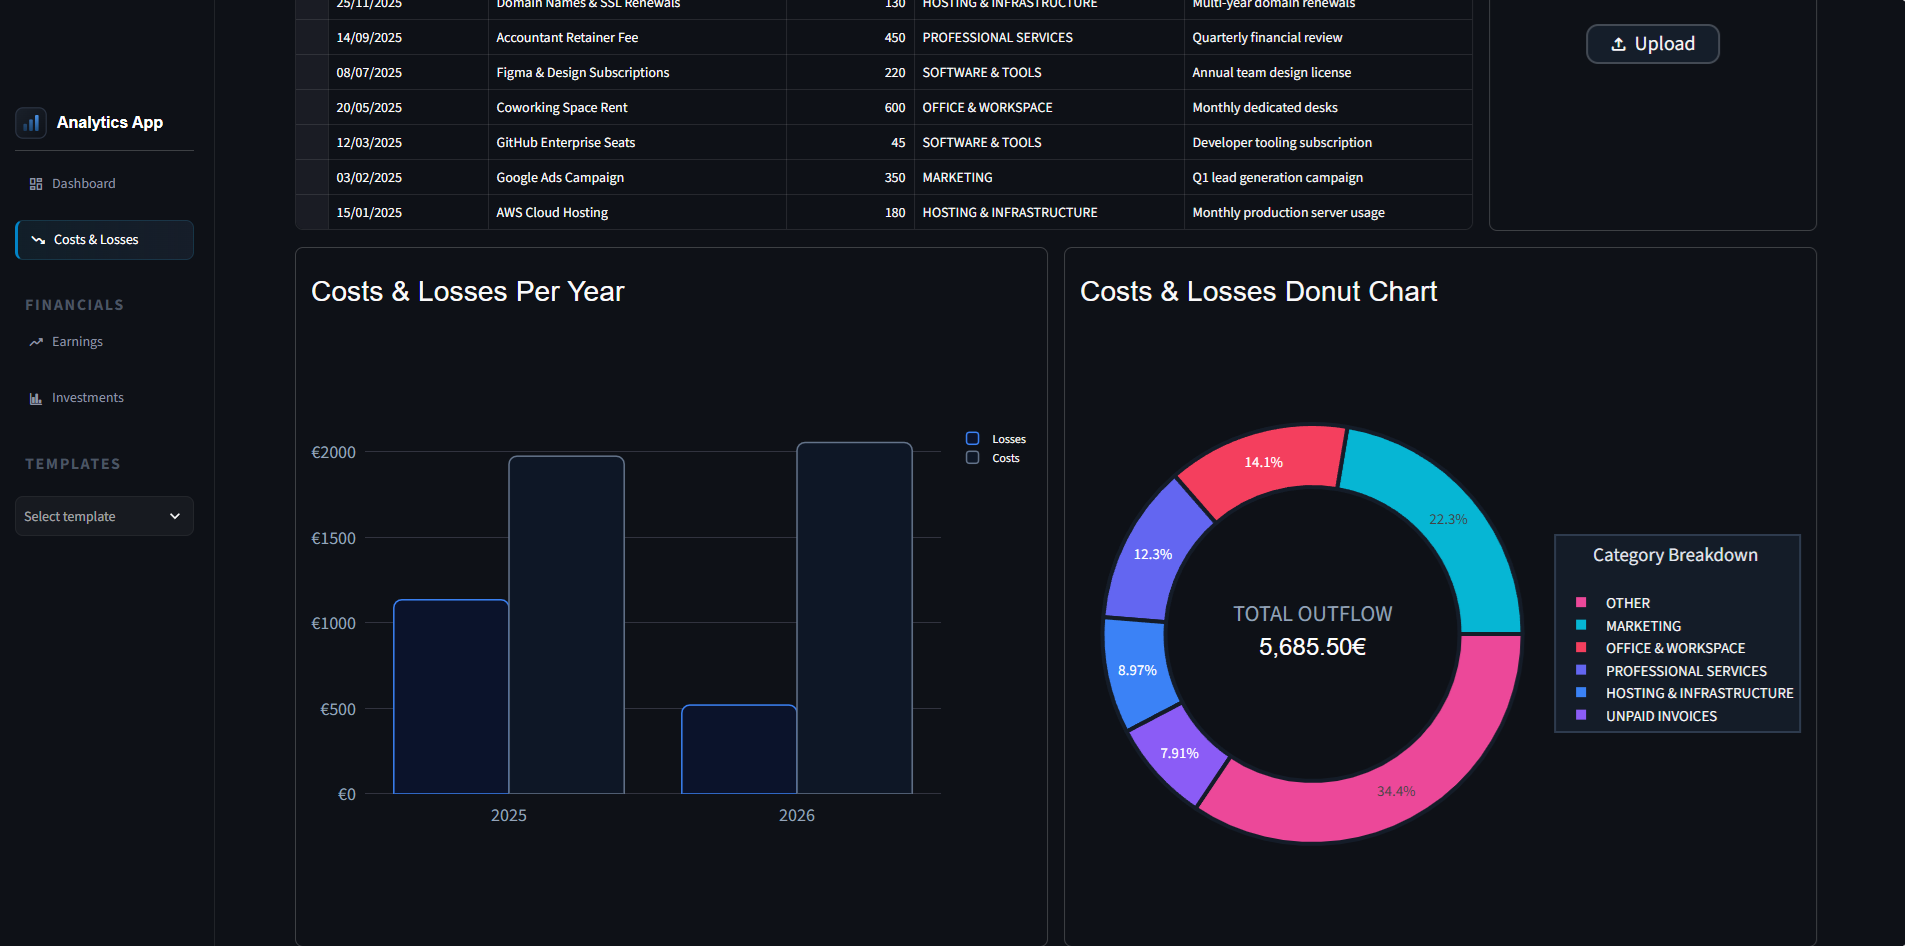 25/11/2025 Domain Names & SSL Renewals 130 HOSTING & INFRASTRUCTURE Multi-year domain renewals
14/09/2025 Accountant Retainer Fee 450 PROFESSIONAL SERVICES Quarterly financial review
08/07/2025 Figma & Design Subscriptions 220 SOFTWARE & TOOLS Annual team design license
20/05/2025 Coworking Space Rent 600 OFFICE & WORKSPACE Monthly dedicated desks
12/03/2025 GitHub Enterprise Seats 45 SOFTWARE & TOOLS Developer tooling subscription
03/02/2025 Google Ads Campaign 350 MARKETING Q1 lead generation campaign
15/01/2025 AWS Cloud Hosting 180 HOSTING & INFRASTRUCTURE Monthly production server usage
Upload
Analytics App
Dashboard
Costs & Losses
FINANCIALS
Earnings
Investments
TEMPLATES
Select template
Costs & Losses Per Year
€2000
€1500
€1000
€500
€0
2025 2026
Losses
Costs
Costs & Losses Donut Chart
14.1%
22.3%
12.3%
8.97%
7.91%
34.4%
TOTAL OUTFLOW
5,685.50€
Category Breakdown
OTHER
MARKETING
OFFICE & WORKSPACE
PROFESSIONAL SERVICES
HOSTING & INFRASTRUCTURE
UNPAID INVOICES